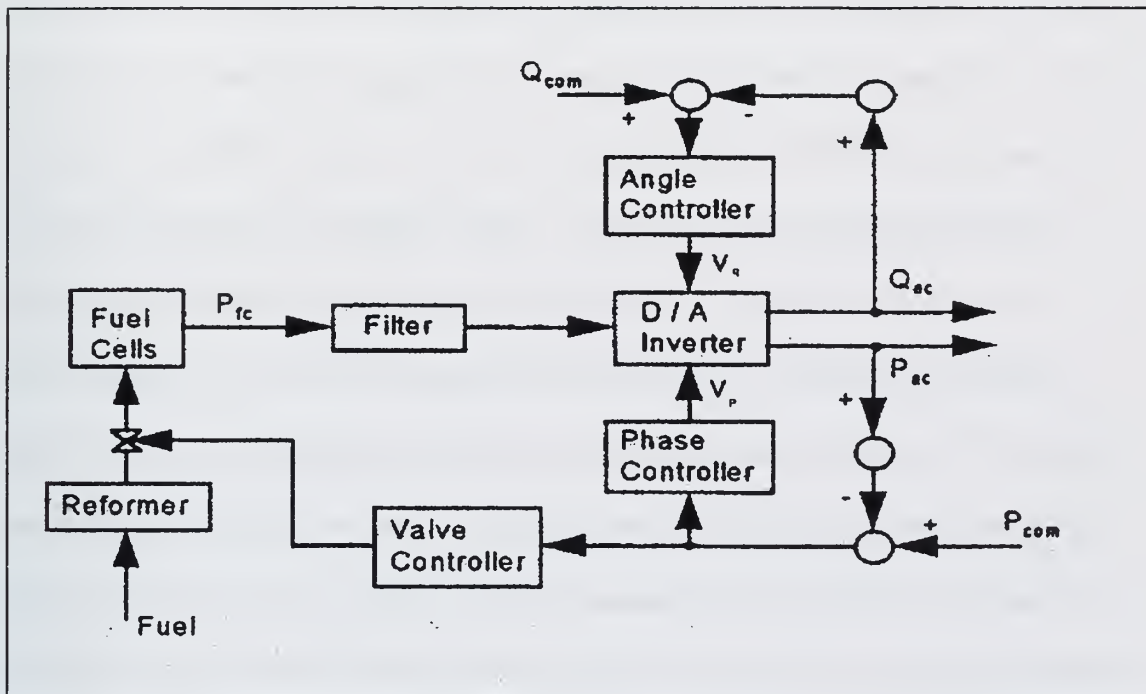 Q com
+
-
+
Angle
Controller
V q
Q ac
Fuel
Cells
P fc
Filter
D / A
Inverter
P ac
V p
+
Phase
Controller
Reformer
-
+
P com
Valve
Controller
Fuel